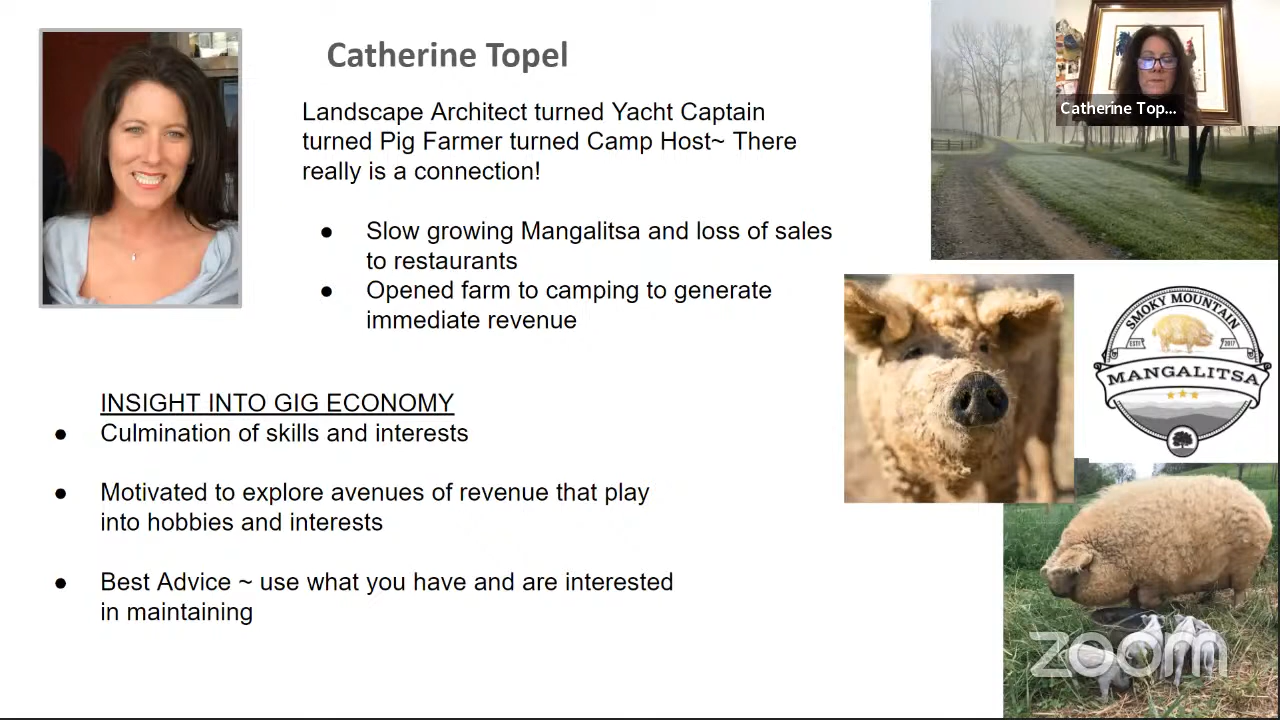 Catherine Topel
Catherine Top...
Landscape Architect turned Yacht Captain
turned Pig Farmer turned Camp Host~ There
really is a connection!
● Slow growing Mangalitsa and loss of sales
to restaurants
● Opened farm to camping to generate
immediate revenue
SMOKY MOUNTAIN
ESTD 2017
MANGALITSA
INSIGHT INTO GIG ECONOMY
● Culmination of skills and interests
● Motivated to explore avenues of revenue that play
into hobbies and interests
● Best Advice ~ use what you have and are interested
in maintaining
zoom